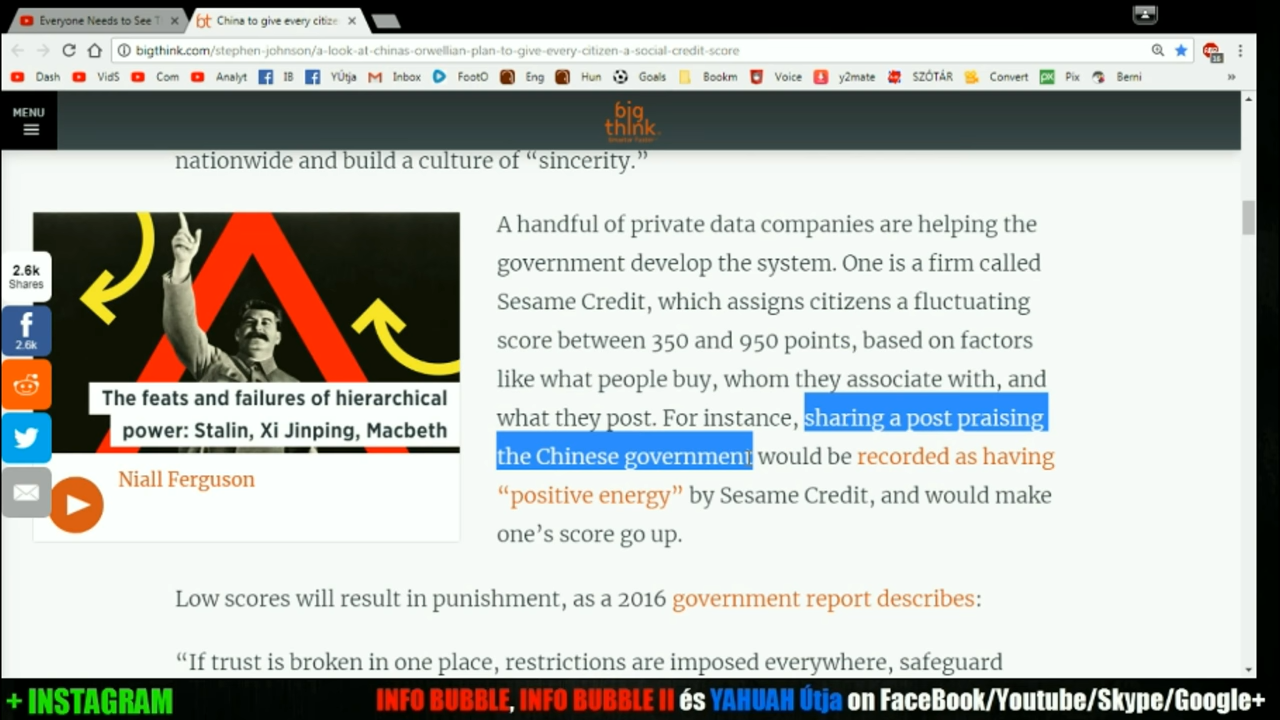 Everyone Needs to See T
China to give every citize
bigthink.com/stephen-johnson/a-look-at-chinas-orwellian-plan-to-give-every-citizen-a-social-credit-score
Dash VidS Com Analyt IB YÚtja Inbox FootO Eng Hun Goals Bookm Voice y2mate SZÓTÁR Convert Pix Berni »
MENU
big
think
nationwide and build a culture of “sincerity.”
2.6k
Shares
f
2.6k
The feats and failures of hierarchical
power: Stalin, Xi Jinping, Macbeth
Niall Ferguson
A handful of private data companies are helping the
government develop the system. One is a firm called
Sesame Credit, which assigns citizens a fluctuating
score between 350 and 950 points, based on factors
like what people buy, whom they associate with, and
what they post. For instance, sharing a post praising
the Chinese government would be recorded as having
“positive energy” by Sesame Credit, and would make
one’s score go up.
Low scores will result in punishment, as a 2016 government report describes:
“If trust is broken in one place, restrictions are imposed everywhere, safeguard
+ INSTAGRAM
INFO BUBBLE, INFO BUBBLE II és YAHUAH Útja on FaceBook/Youtube/Skype/Google+